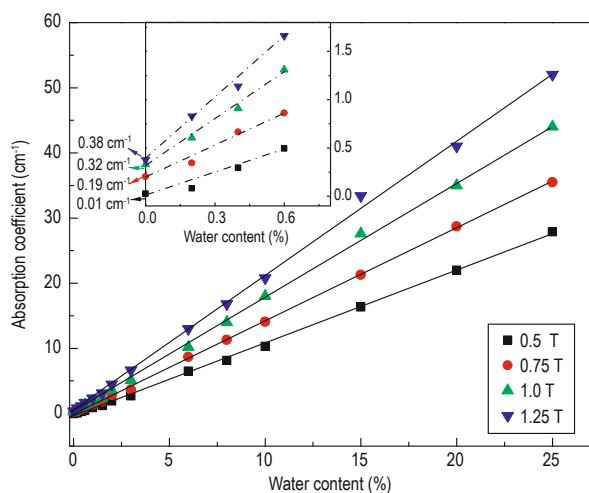 60
50
40
30
20
10
0
Absorption coefficient (cm⁻¹)
0 5 10 15 20 25
Water content (%)
1.5
1.0
0.5
0.0
0.0 0.3 0.6
Water content (%)
0.38 cm⁻¹
0.32 cm⁻¹
0.19 cm⁻¹
0.01 cm⁻¹
0.5 T
0.75 T
1.0 T
1.25 T